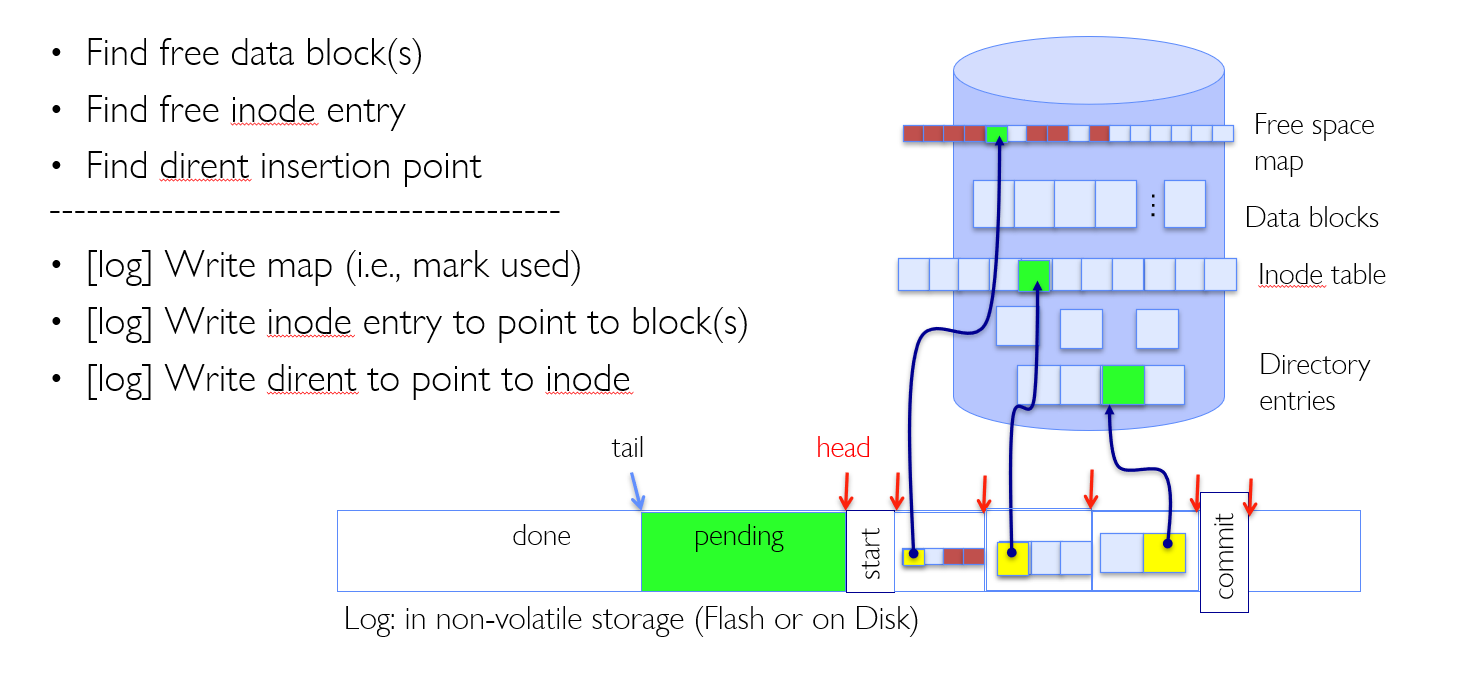 • Find free data block(s)
• Find free inode entry
• Find dirent insertion point
-----------------------------------------
• [log] Write map (i.e., mark used)
• [log] Write inode entry to point to block(s)
• [log] Write dirent to point to inode
Free space
map
Data blocks
Inode table
Directory
entries
tail
head
done
pending
start
commit
Log: in non-volatile storage (Flash or on Disk)